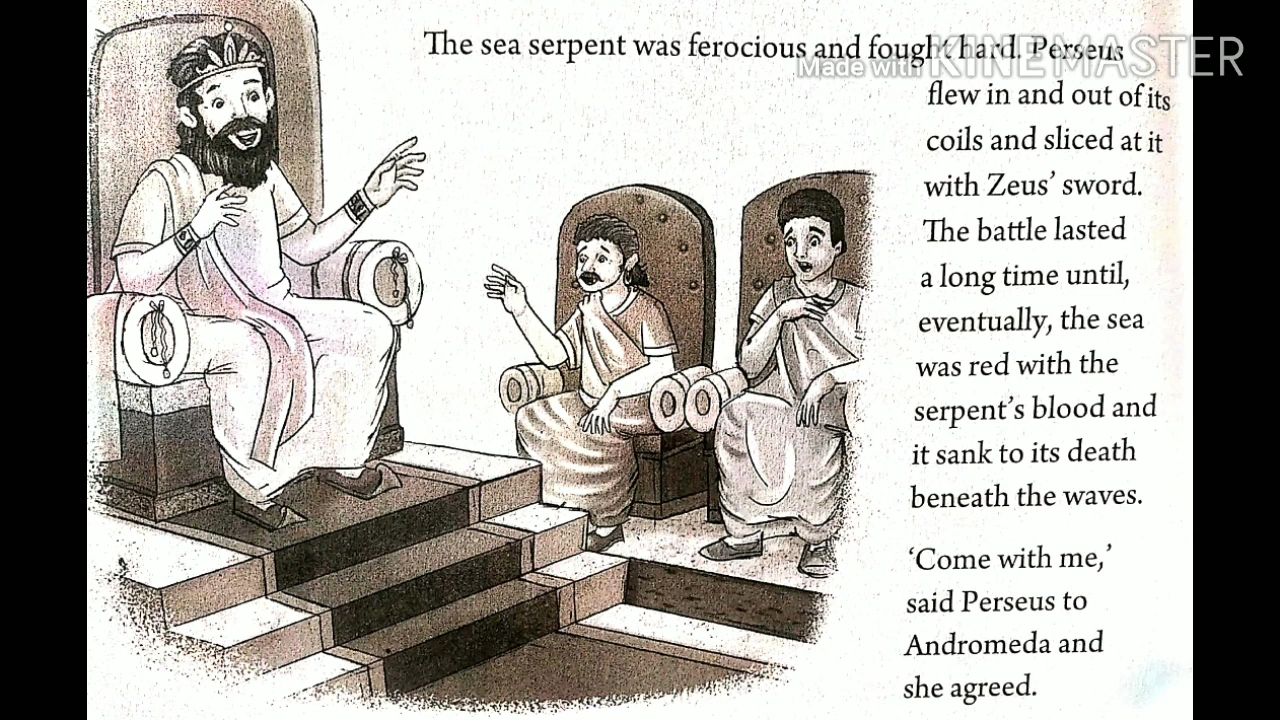 The sea serpent was ferocious and fought hard. Perseus
Made with KINEMASTER
flew in and out of its
coils and sliced at it
with Zeus’ sword.
The battle lasted
a long time until,
eventually, the sea
was red with the
serpent’s blood and
it sank to its death
beneath the waves.
‘Come with me,’
said Perseus to
Andromeda and
she agreed.